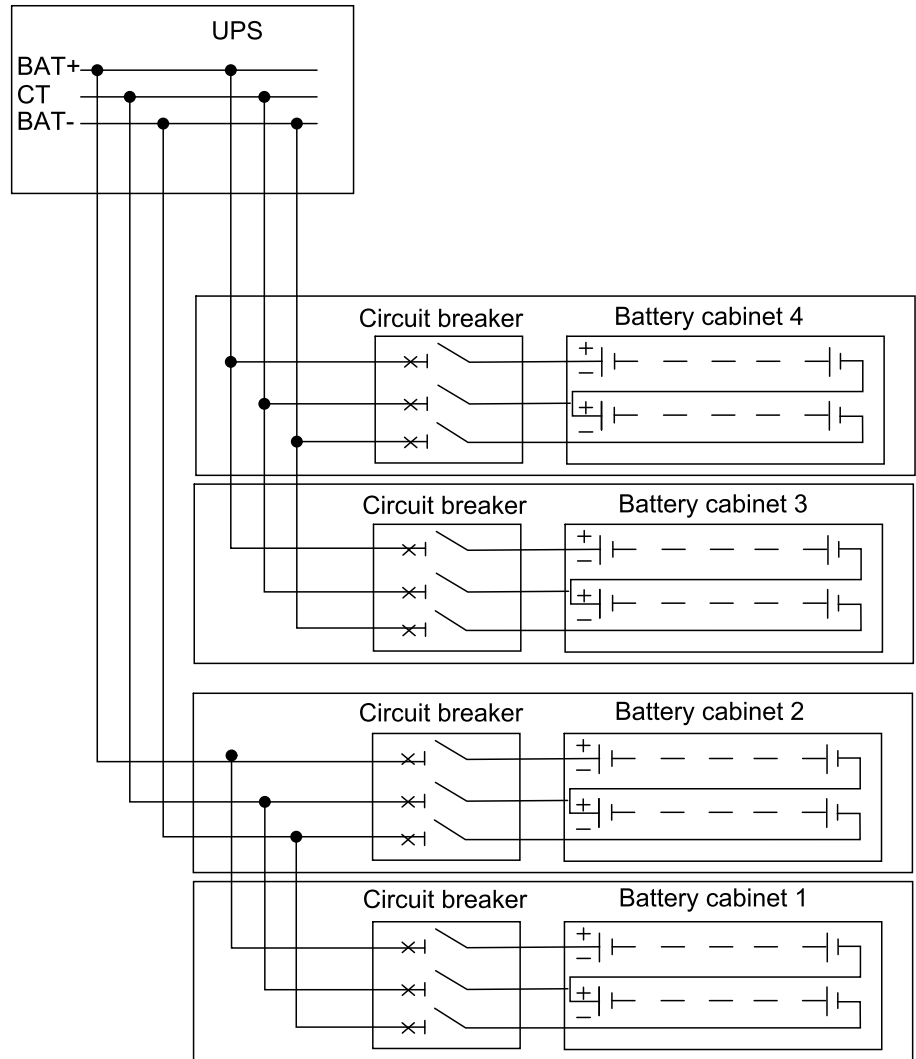 UPS
BAT+
CT
BAT-
Circuit breaker
Battery cabinet 4
+
−
+
−
Circuit breaker
Battery cabinet 3
+
−
+
−
Circuit breaker
Battery cabinet 2
+
−
+
−
Circuit breaker
Battery cabinet 1
+
−
+
−